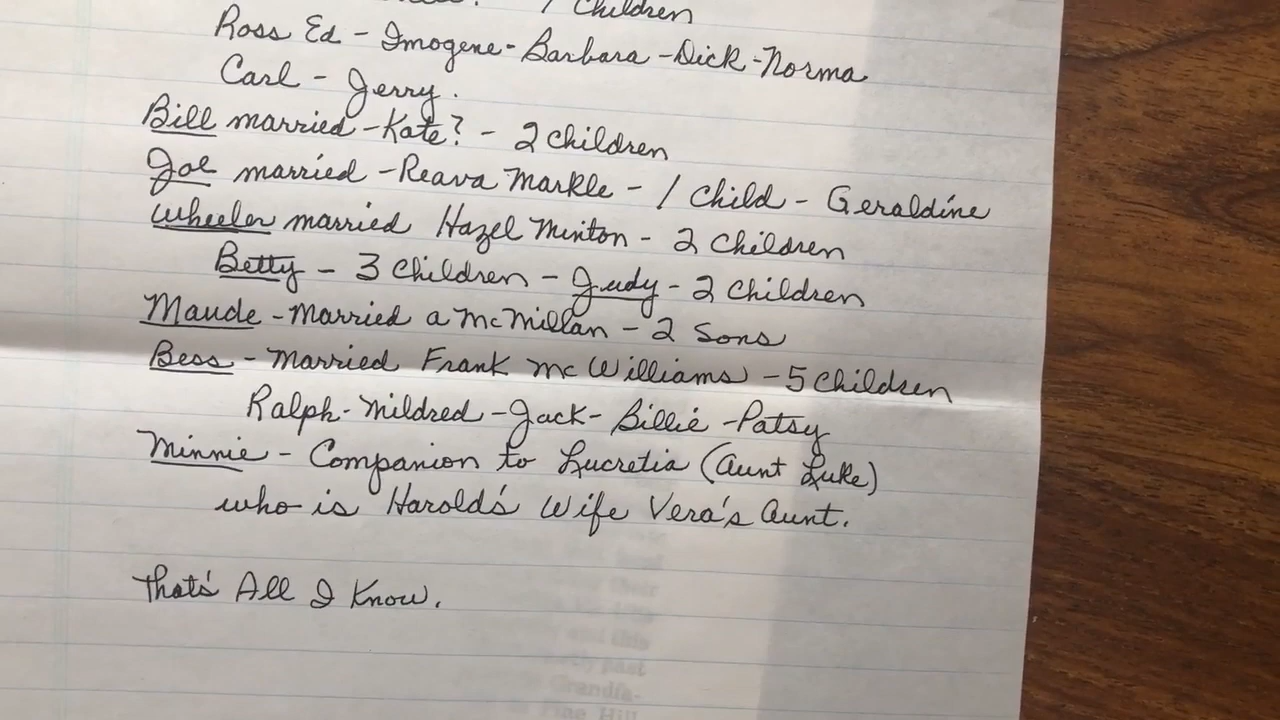 7 Children
Ross Ed - Imogene - Barbara - Dick - Norma
Carl - Jerry.
Bill married - Kate? - 2 Children
Joe married - Reava Markle - 1 Child - Geraldine
Wheeler married Hazel Minton - 2 Children
Betty - 3 Children - Judy - 2 Children
Maude - Married a McMillan - 2 Sons
Bess - Married Frank McWilliams - 5 Children
Ralph - Mildred - Jack - Billie - Patsy
Minnie - Companion to Lucretia (Aunt Luke)
who is Harold's Wife Vera's Aunt.
That's All I Know.